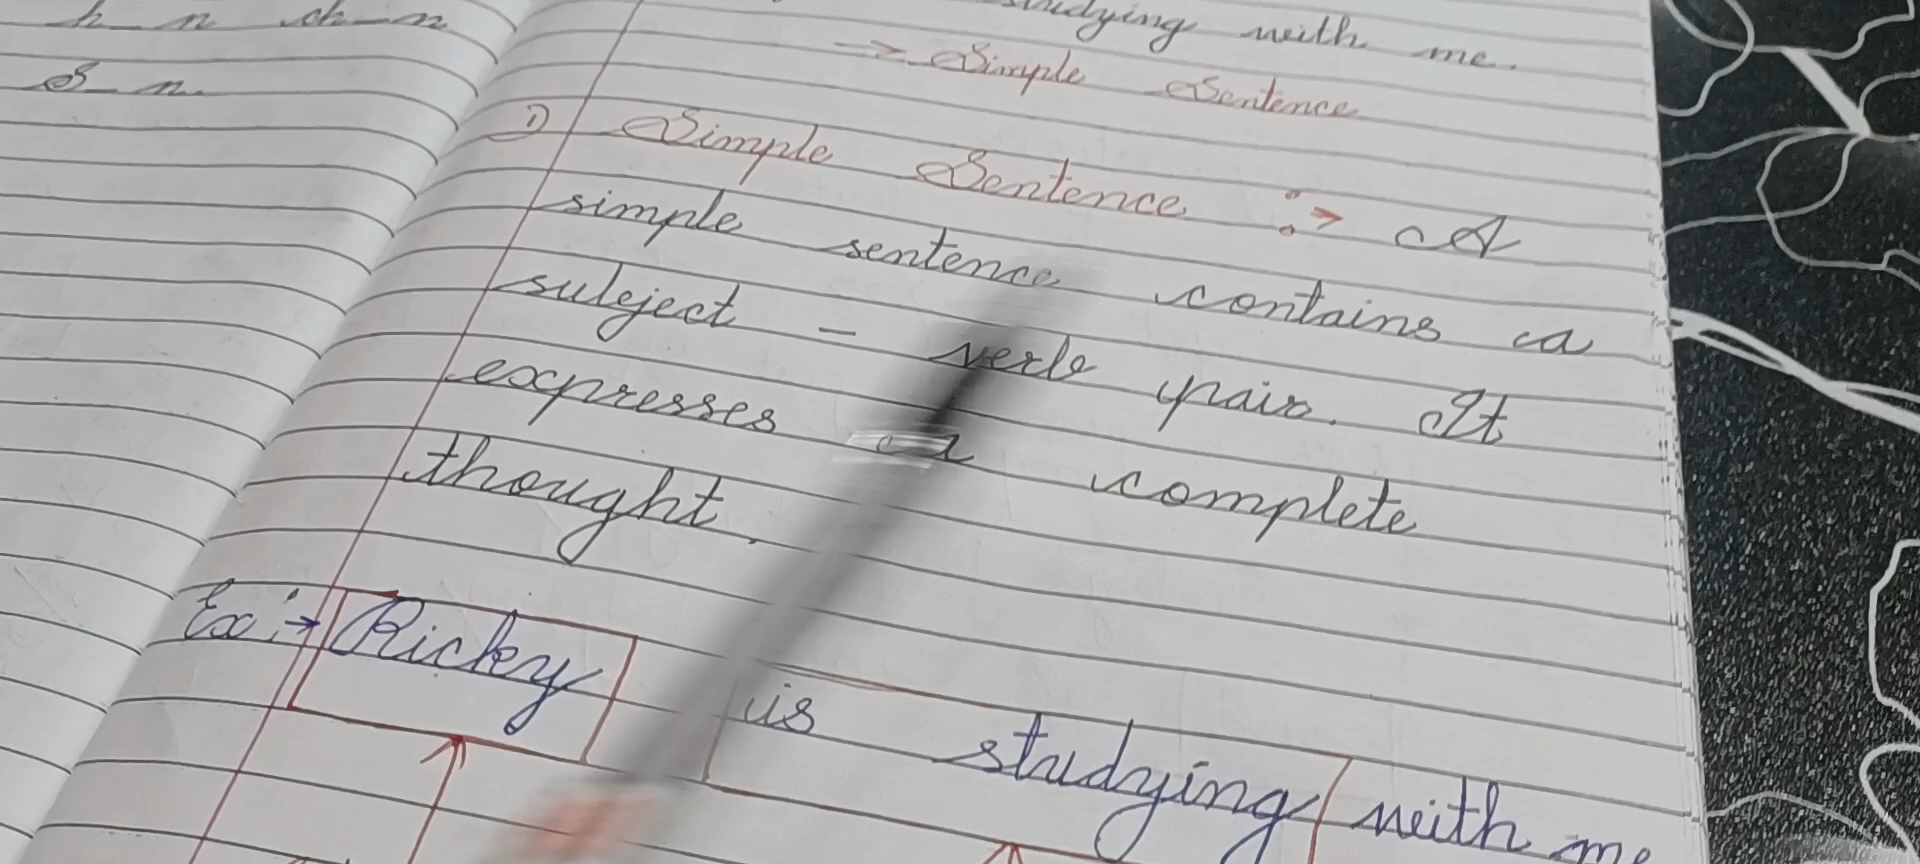 studying with me.
→ Simple Sentence
1) Simple Sentence :→ A
simple sentence contains a
subject - verb pair. It
expresses a complete
thought.
Ex :→ Ricky is studying with me